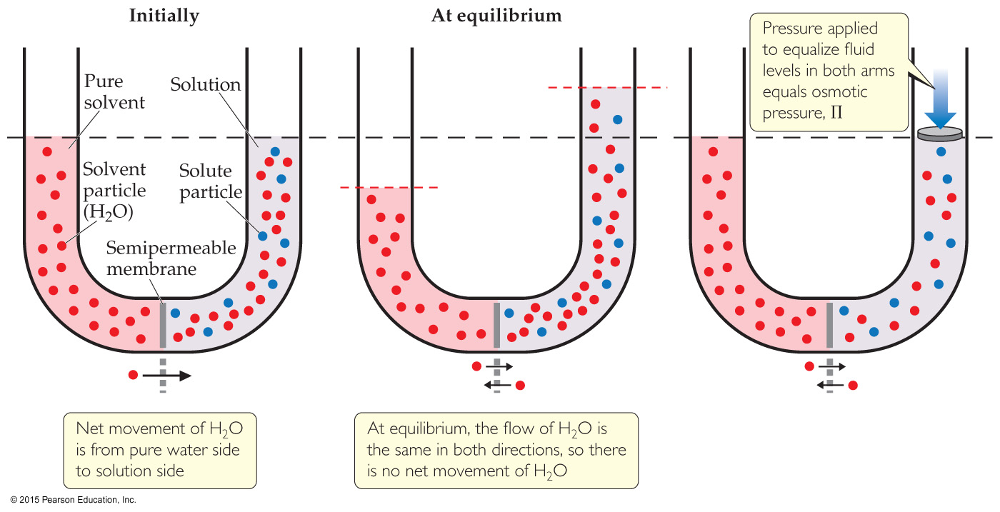 Initially
At equilibrium
Pressure applied
to equalize fluid
levels in both arms
equals osmotic
pressure, Π
Pure
solvent
Solution
Solvent
particle
(H₂O)
Solute
particle
Semipermeable
membrane
Net movement of H₂O
is from pure water side
to solution side
At equilibrium, the flow of H₂O is
the same in both directions, so there
is no net movement of H₂O
© 2015 Pearson Education, Inc.